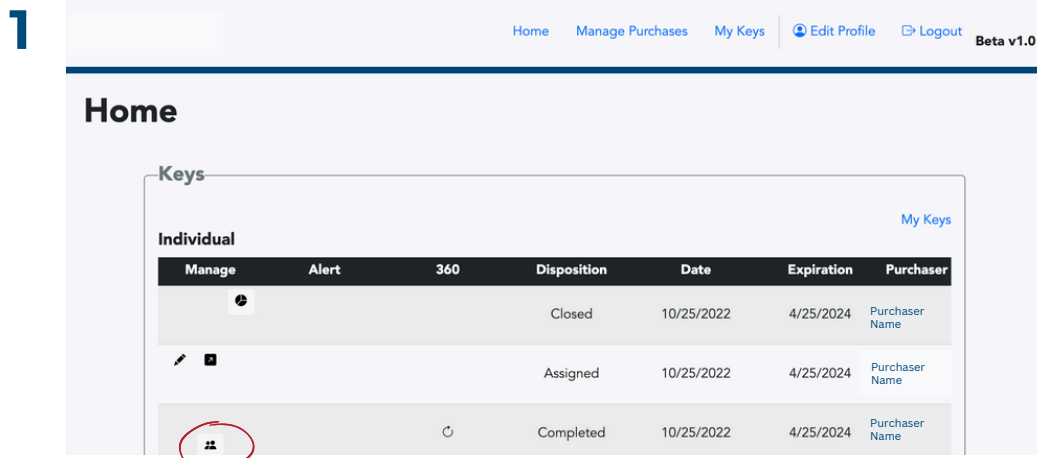 1
Home Manage Purchases My Keys Edit Profile Logout Beta v1.0
Home
Keys
My Keys
Individual
Manage Alert 360 Disposition Date Expiration Purchaser
Closed 10/25/2022 4/25/2024 Purchaser
Name
Assigned 10/25/2022 4/25/2024 Purchaser
Name
Completed 10/25/2022 4/25/2024 Purchaser
Name